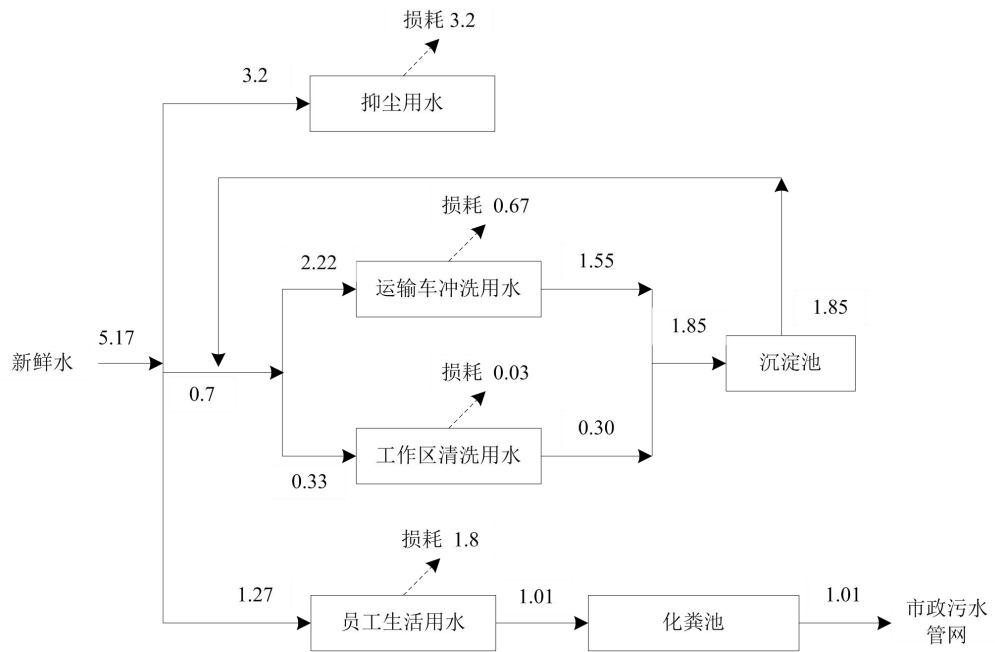 损耗 3.2
3.2
抑尘用水
损耗 0.67
2.22
运输车冲洗用水
1.55
1.85
1.85
沉淀池
5.17
新鲜水
0.7
损耗 0.03
0.33
工作区清洗用水
0.30
损耗 1.8
1.27
员工生活用水
1.01
化粪池
1.01
市政污水
管网